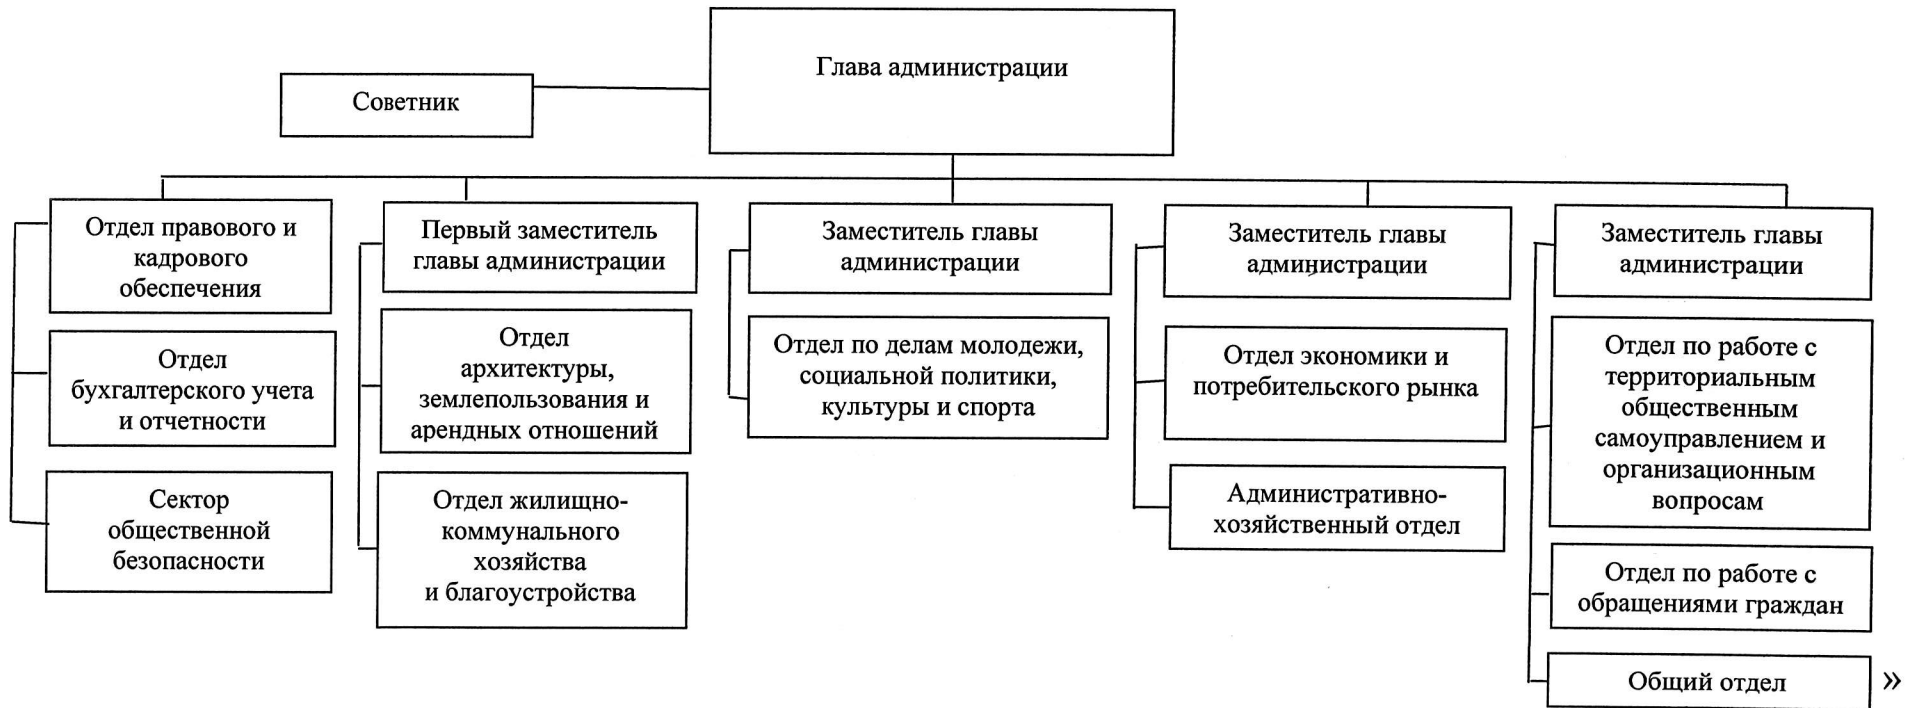 Глава администрации
Советник
Отдел правового и
кадрового
обеспечения
Отдел
бухгалтерского учета
и отчетности
Сектор
общественной
безопасности
Первый заместитель
главы администрации
Отдел
архитектуры,
землепользования и
арендных отношений
Отдел жилищно-
коммунального
хозяйства
и благоустройства
Заместитель главы
администрации
Отдел по делам молодежи,
социальной политики,
культуры и спорта
Заместитель главы
администрации
Отдел экономики и
потребительского рынка
Административно-
хозяйственный отдел
Заместитель главы
администрации
Отдел по работе с
территориальным
общественным
самоуправлением и
организационным
вопросам
Отдел по работе с
обращениями граждан
Общий отдел »